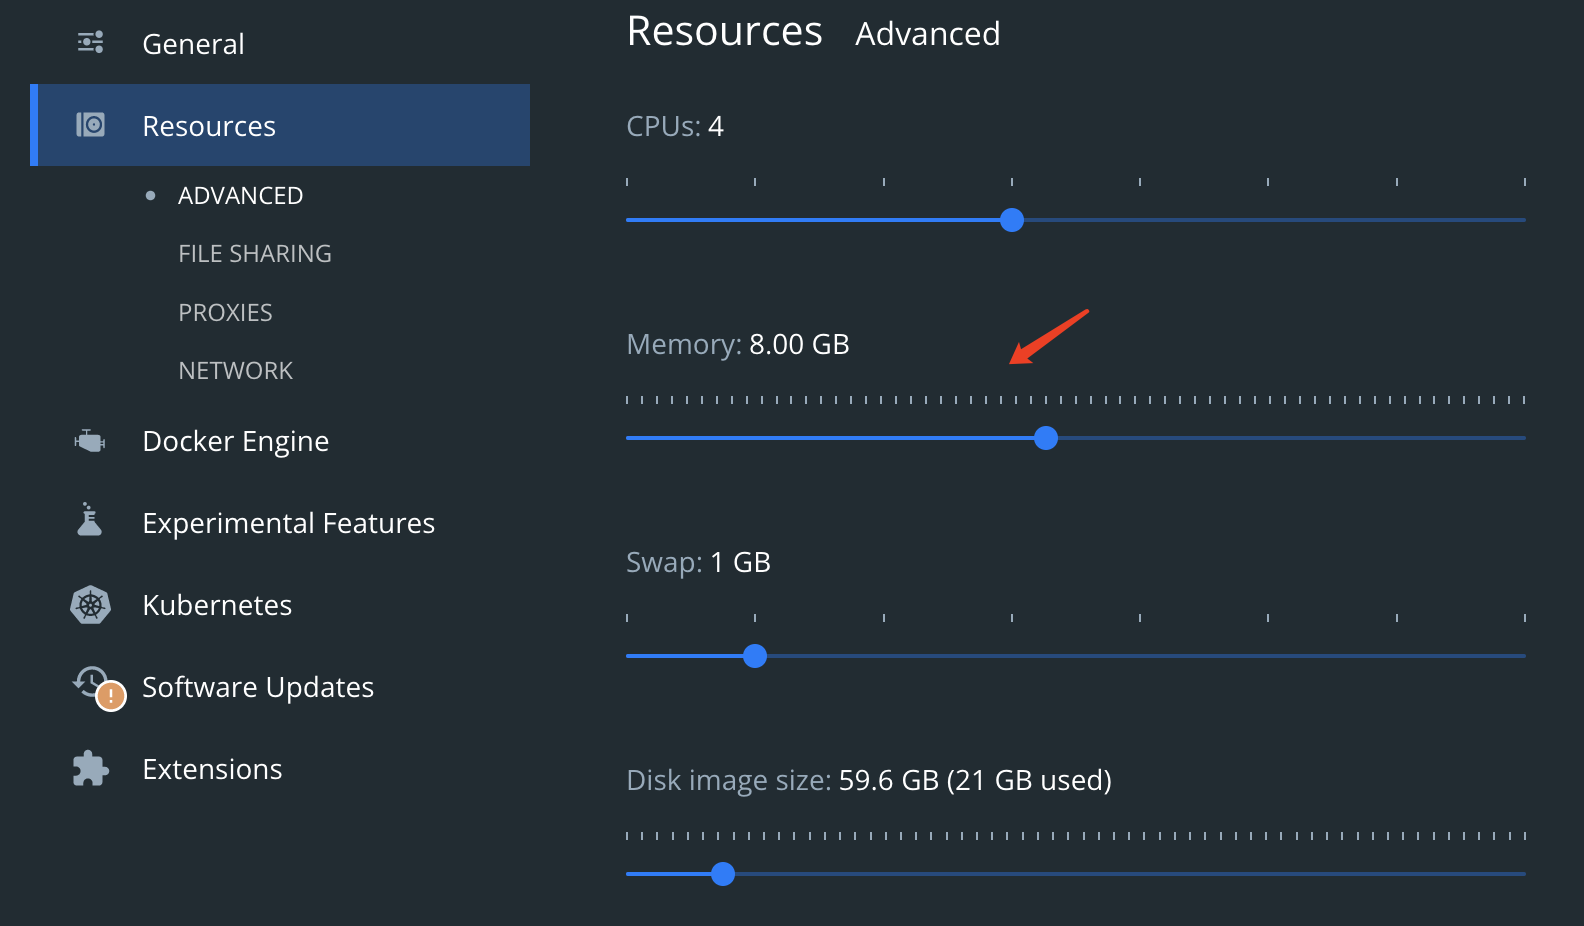 General
Resources
ADVANCED
FILE SHARING
PROXIES
NETWORK
Docker Engine
Experimental Features
Kubernetes
Software Updates
Extensions
Resources Advanced
CPUs: 4
Memory: 8.00 GB
Swap: 1 GB
Disk image size: 59.6 GB (21 GB used)